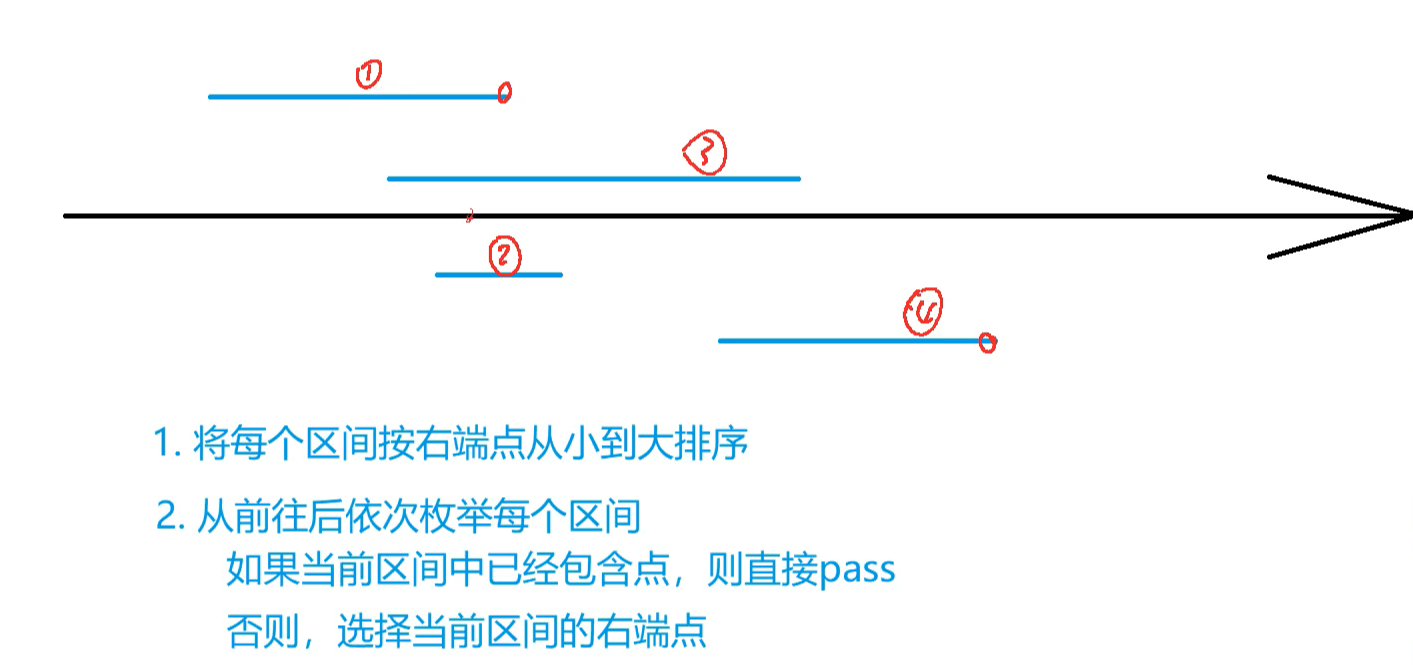 ①
③
②
④
1. 将每个区间按右端点从小到大排序
2. 从前往后依次枚举每个区间
如果当前区间中已经包含点，则直接pass
否则，选择当前区间的右端点